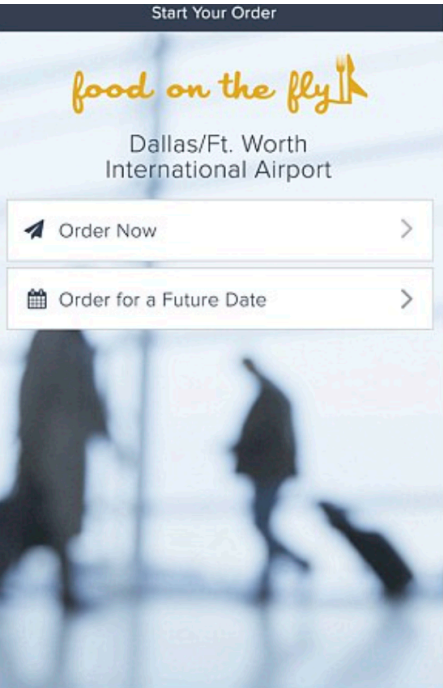 Start Your Order
food on the fly
Dallas/Ft. Worth
International Airport
Order Now
Order for a Future Date